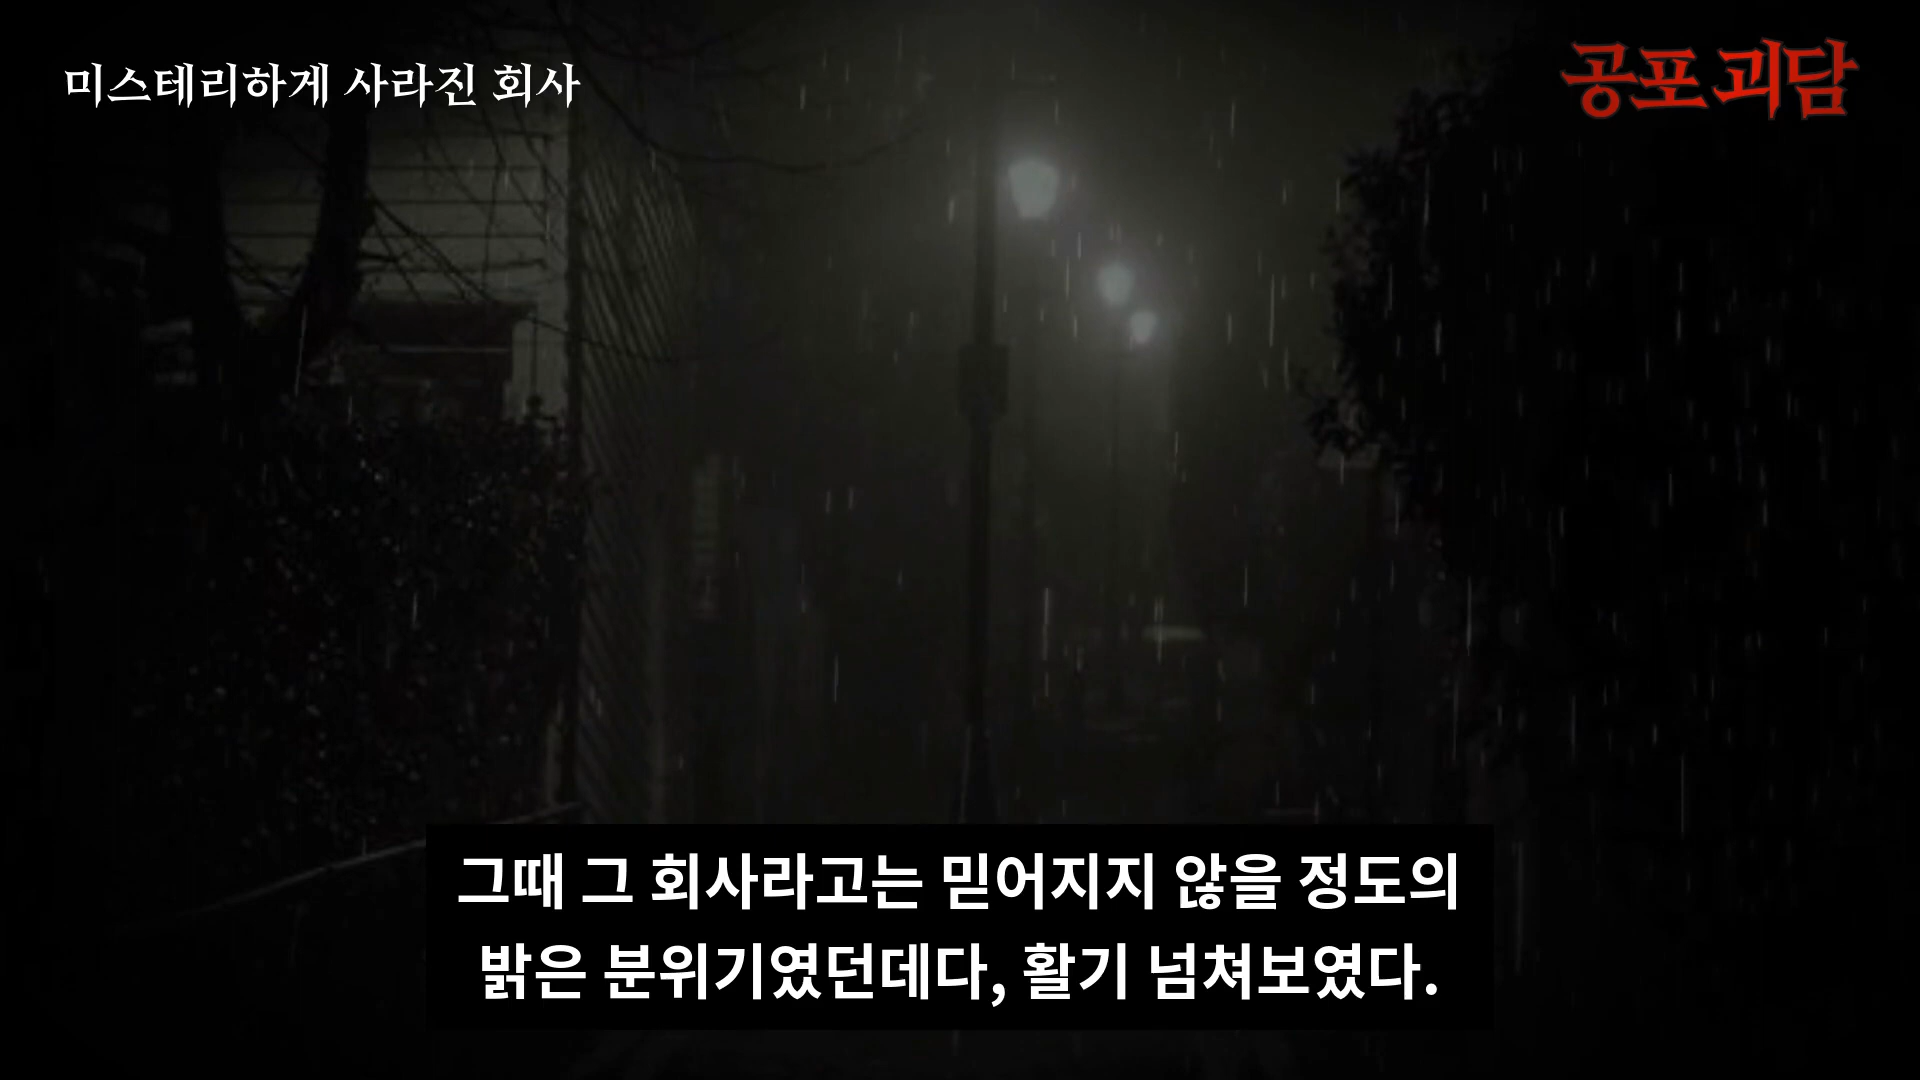 미스테리하게 사라진 회사
공포 괴담
그때 그 회사라고는 믿어지지 않을 정도의
밝은 분위기였던데다, 활기 넘쳐보였다.